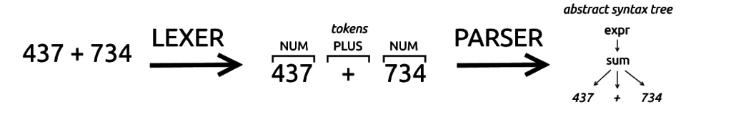 437 + 734
LEXER
tokens
NUM PLUS NUM
437 + 734
PARSER
abstract syntax tree
expr
sum
437 + 734